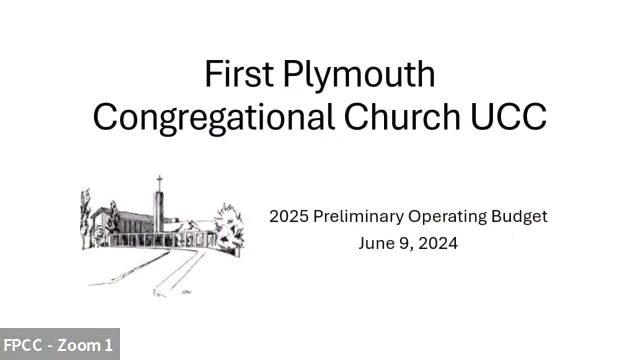 First Plymouth
Congregational Church UCC
2025 Preliminary Operating Budget
June 9, 2024
FPCC - Zoom 1